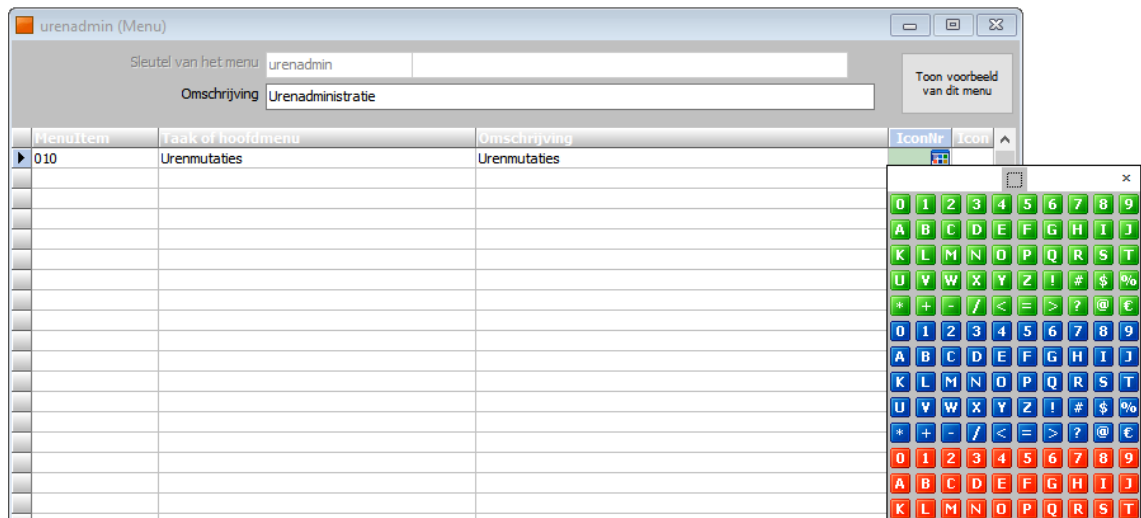 urenadmin (Menu)
Sleutel van het menu urenadmin
Omschrijving Urenadministratie
Toon voorbeeld
van dit menu
MenuItem Taak of hoofdmenu Omschrijving IconNr Icon
010 Urenmutaties Urenmutaties
0 1 2 3 4 5 6 7 8 9
A B C D E F G H I J
K L M N O P Q R S T
U V W X Y Z ! # $ %
* + - / < = > ? @ €
0 1 2 3 4 5 6 7 8 9
A B C D E F G H I J
K L M N O P Q R S T
U V W X Y Z ! # $ %
* + - / < = > ? @ €
0 1 2 3 4 5 6 7 8 9
A B C D E F G H I J
K L M N O P Q R S T